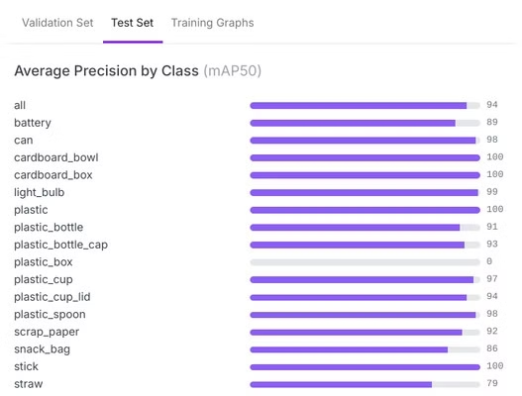 Validation Set Test Set Training Graphs
Average Precision by Class (mAP50)
all 94
battery 89
can 98
cardboard_bowl 100
cardboard_box 100
light_bulb 99
plastic 100
plastic_bottle 91
plastic_bottle_cap 93
plastic_box 0
plastic_cup 97
plastic_cup_lid 94
plastic_spoon 98
scrap_paper 92
snack_bag 86
stick 100
straw 79